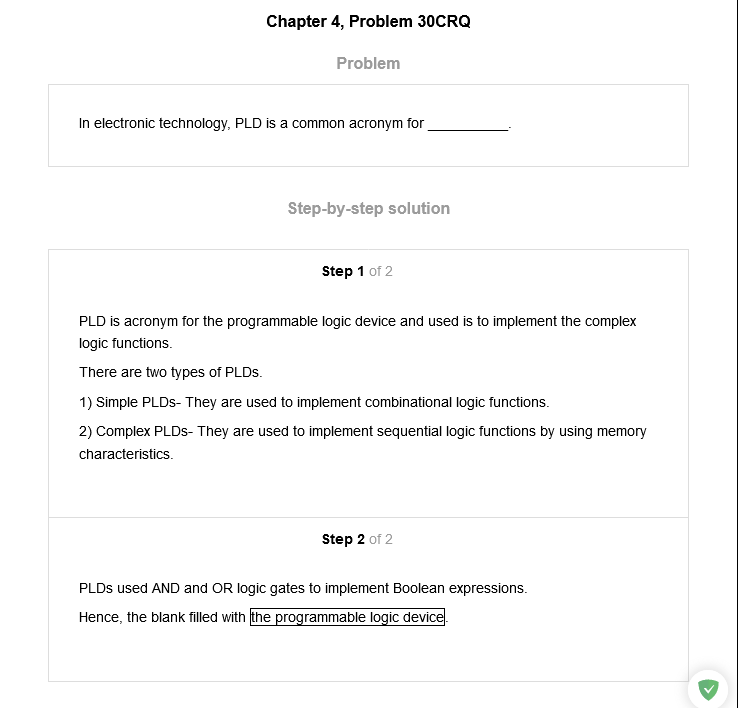 Chapter 4, Problem 30CRQ
Problem
In electronic technology, PLD is a common acronym for __________.
Step-by-step solution
Step 1 of 2
PLD is acronym for the programmable logic device and used is to implement the complex
logic functions.
There are two types of PLDs.
1) Simple PLDs- They are used to implement combinational logic functions.
2) Complex PLDs- They are used to implement sequential logic functions by using memory
characteristics.
Step 2 of 2
PLDs used AND and OR logic gates to implement Boolean expressions.
Hence, the blank filled with the programmable logic device.